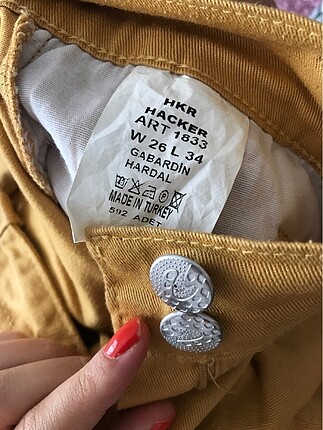 HKR
HACKER
ART 1833
W 26 L 34
GABARDİN
HARDAL
MADE IN TURKEY
592 ADET